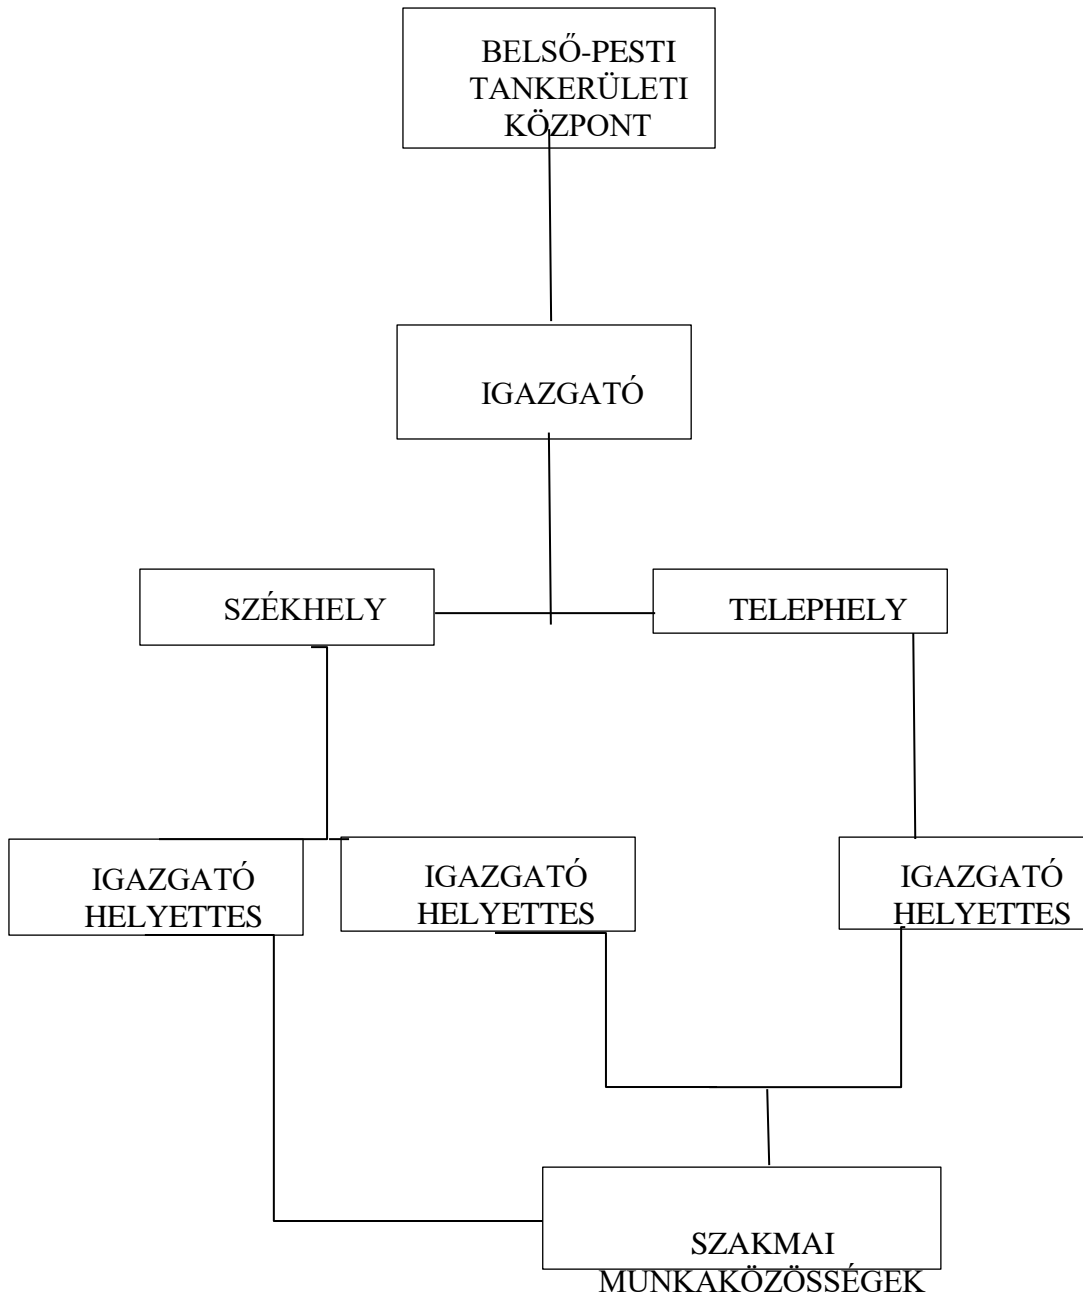 BELSŐ-PESTI
TANKERÜLETI
KÖZPONT
IGAZGATÓ
SZÉKHELY
TELEPHELY
IGAZGATÓ
HELYETTES
IGAZGATÓ
HELYETTES
IGAZGATÓ
HELYETTES
SZAKMAI
MUNKAKÖZÖSSÉGEK